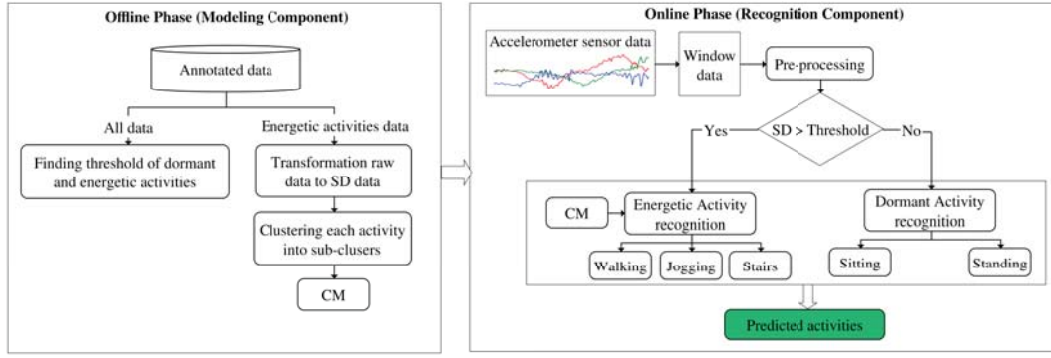 Offline Phase (Modeling Component)
Annotated data
All data
Energetic activities data
Finding threshold of dormant
and energetic activities
Transformation raw
data to SD data
Clustering each activity
into sub-clusers
CM
Online Phase (Recognition Component)
Accelerometer sensor data
Window
data
Pre-processing
Yes
SD > Threshold
No
CM
Energetic Activity
recognition
Dormant Activity
recognition
Walking
Jogging
Stairs
Sitting
Standing
Predicted activities